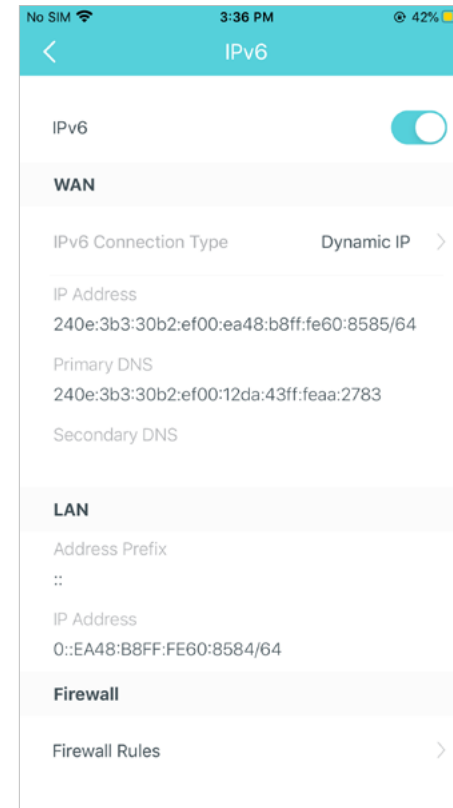 No SIM 3:36 PM 42%
IPv6
IPv6
WAN
IPv6 Connection Type Dynamic IP
IP Address
240e:3b3:30b2:ef00:ea48:b8ff:fe60:8585/64
Primary DNS
240e:3b3:30b2:ef00:12da:43ff:feaa:2783
Secondary DNS
LAN
Address Prefix
::
IP Address
0::EA48:B8FF:FE60:8584/64
Firewall
Firewall Rules